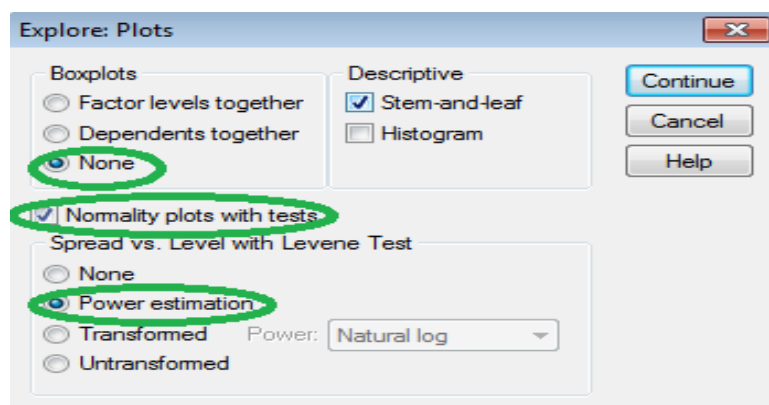 Explore: Plots
Boxplots
Factor levels together
Dependents together
None
Descriptive
Stem-and-leaf
Histogram
Continue
Cancel
Help
Normality plots with tests
Spread vs. Level with Levene Test
None
Power estimation
Transformed Power: Natural log
Untransformed